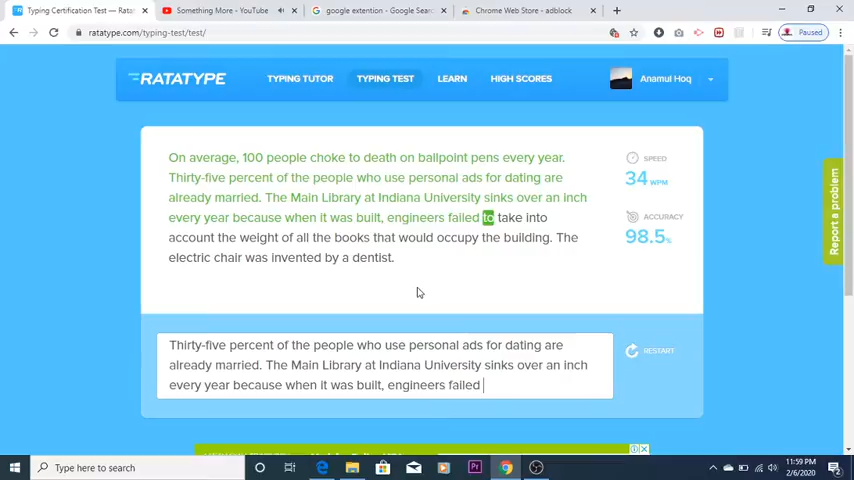 Typing Certification Test — Rata
Something More - YouTube
google extention - Google Sear
Chrome Web Store - adblock
ratatype.com/typing-test/test/
Paused
RATATYPE
TYPING TUTOR
TYPING TEST
LEARN
HIGH SCORES
Anamul Hoq
On average, 100 people choke to death on ballpoint pens every year.
Thirty-five percent of the people who use personal ads for dating are
already married. The Main Library at Indiana University sinks over an inch
every year because when it was built, engineers failed to take into
account the weight of all the books that would occupy the building. The
electric chair was invented by a dentist.
SPEED
34 WPM
ACCURACY
98.5%
Report a problem
Thirty-five percent of the people who use personal ads for dating are
already married. The Main Library at Indiana University sinks over an inch
every year because when it was built, engineers failed
RESTART
Type here to search
Pr
11:59 PM
2/6/2020
2